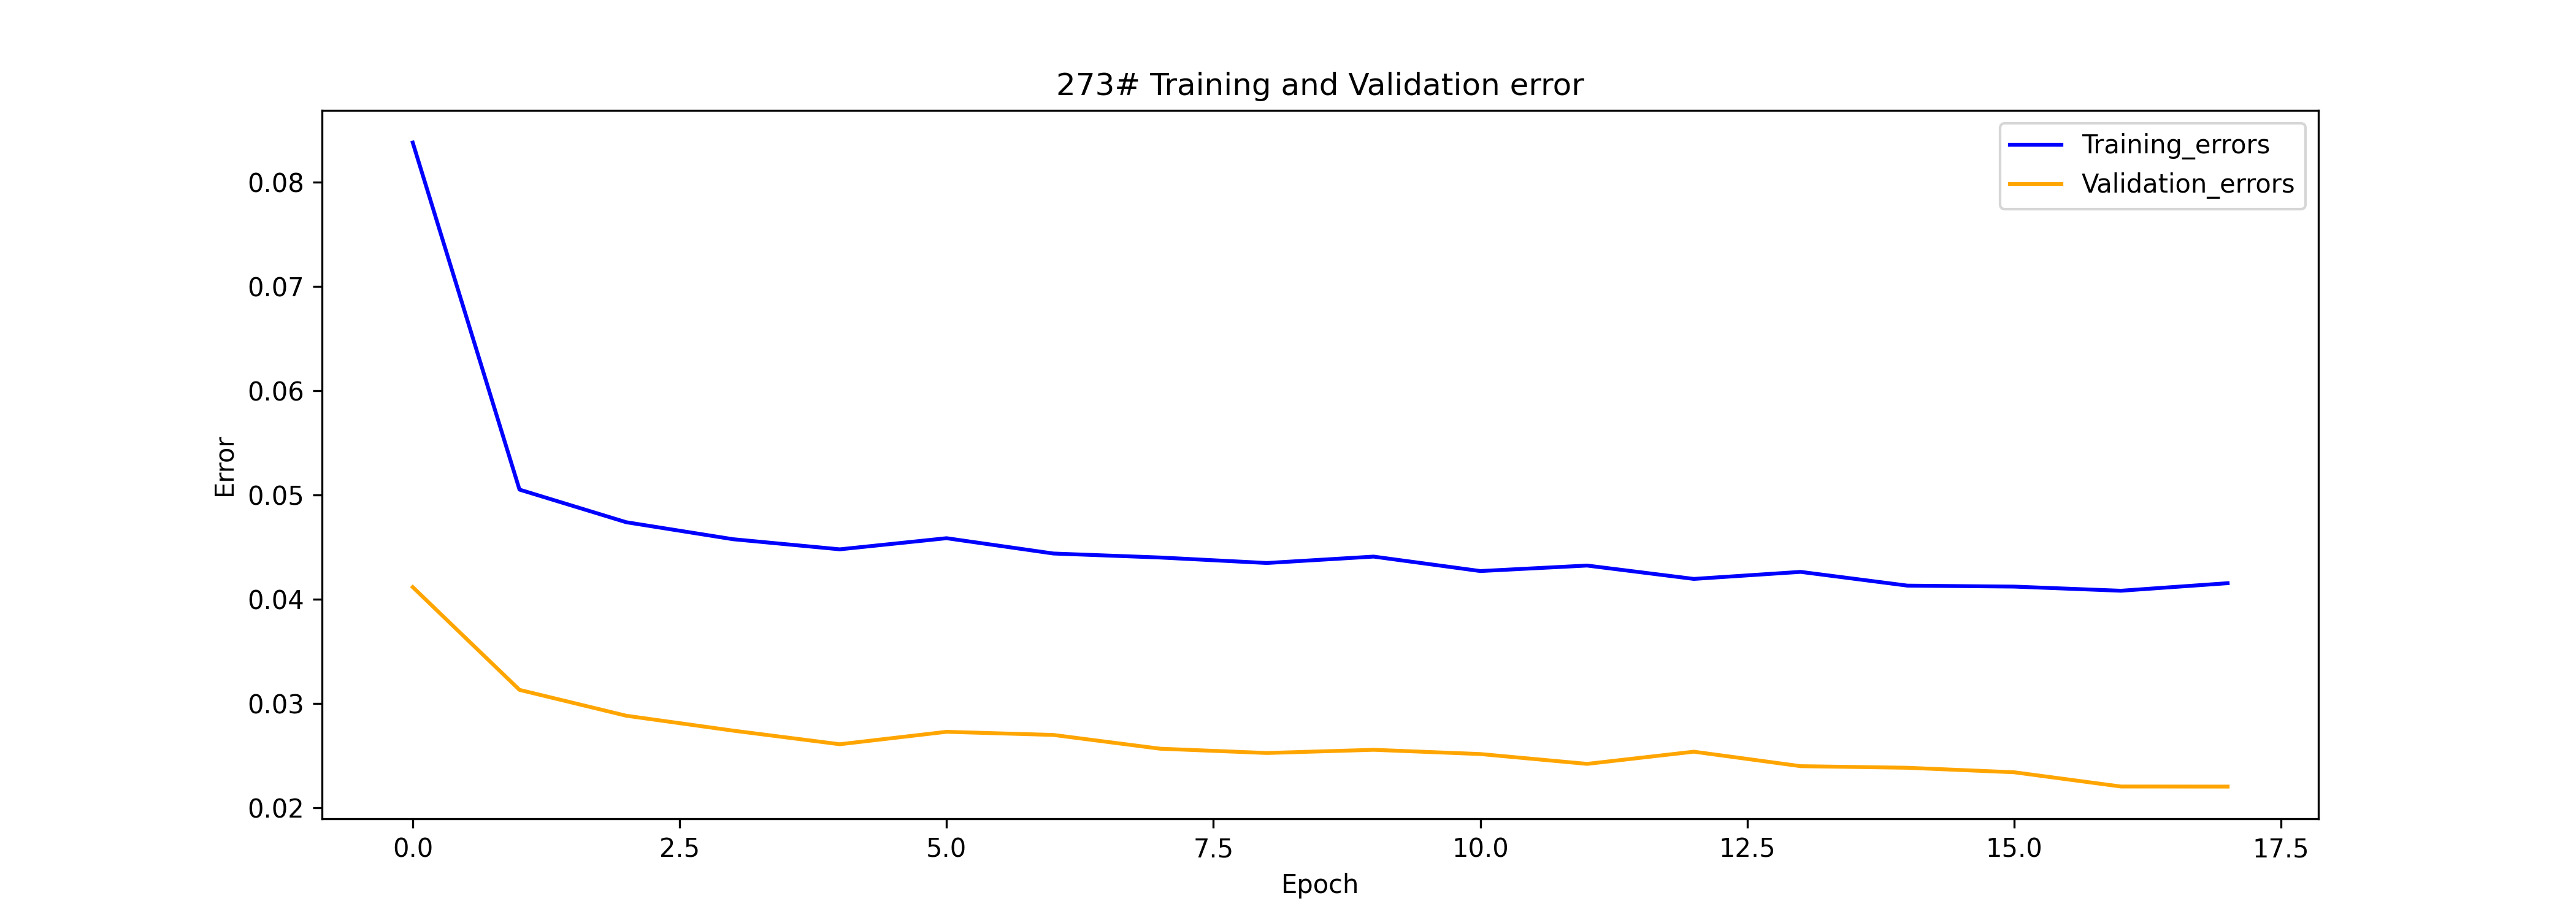 273# Training and Validation error
Training_errors
Validation_errors
0.08
0.07
0.06
0.05
0.04
0.03
0.02
Error
0.0 2.5 5.0 7.5 10.0 12.5 15.0 17.5
Epoch